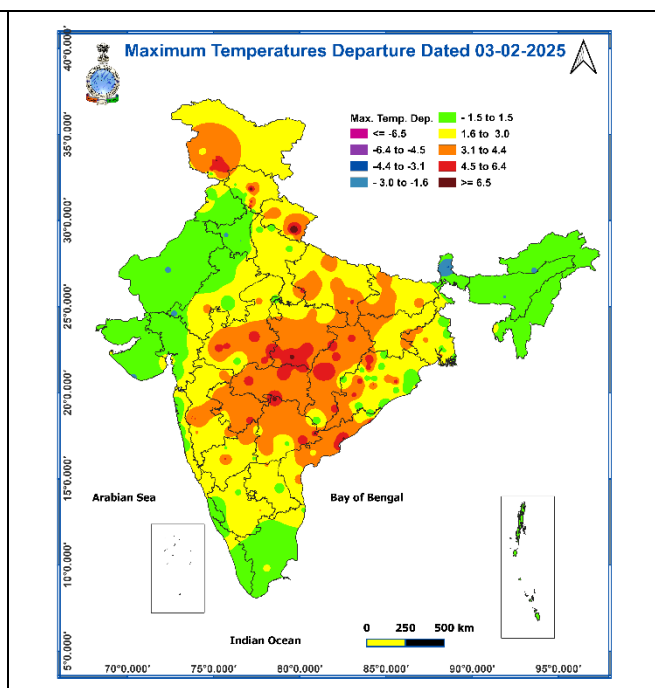 Maximum Temperatures Departure Dated 03-02-2025
Max. Temp. Dep.
<= -6.5
-6.4 to -4.5
-4.4 to -3.1
- 3.0 to -1.6
- 1.5 to 1.5
1.6 to 3.0
3.1 to 4.4
4.5 to 6.4
>= 6.5
40°0.000'
35°0.000'
30°0.000'
25°0.000'
20°0.000'
15°0.000'
10°0.000'
5°0.000'
Arabian Sea
Bay of Bengal
Indian Ocean
0 250 500 km
70°0.000' 75°0.000' 80°0.000' 85°0.000' 90°0.000' 95°0.000'